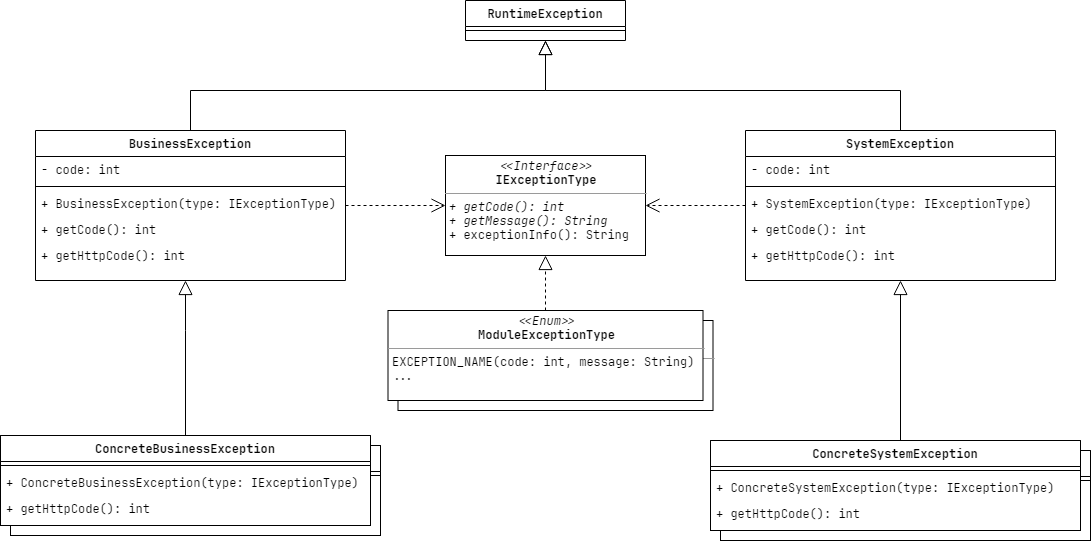 RuntimeException
BusinessException
- code: int
+ BusinessException(type: IExceptionType)
+ getCode(): int
+ getHttpCode(): int
<<Interface>>
IExceptionType
+ getCode(): int
+ getMessage(): String
+ exceptionInfo(): String
SystemException
- code: int
+ SystemException(type: IExceptionType)
+ getCode(): int
+ getHttpCode(): int
<<Enum>>
ModuleExceptionType
EXCEPTION_NAME(code: int, message: String)
...
ConcreteBusinessException
+ ConcreteBusinessException(type: IExceptionType)
+ getHttpCode(): int
ConcreteSystemException
+ ConcreteSystemException(type: IExceptionType)
+ getHttpCode(): int